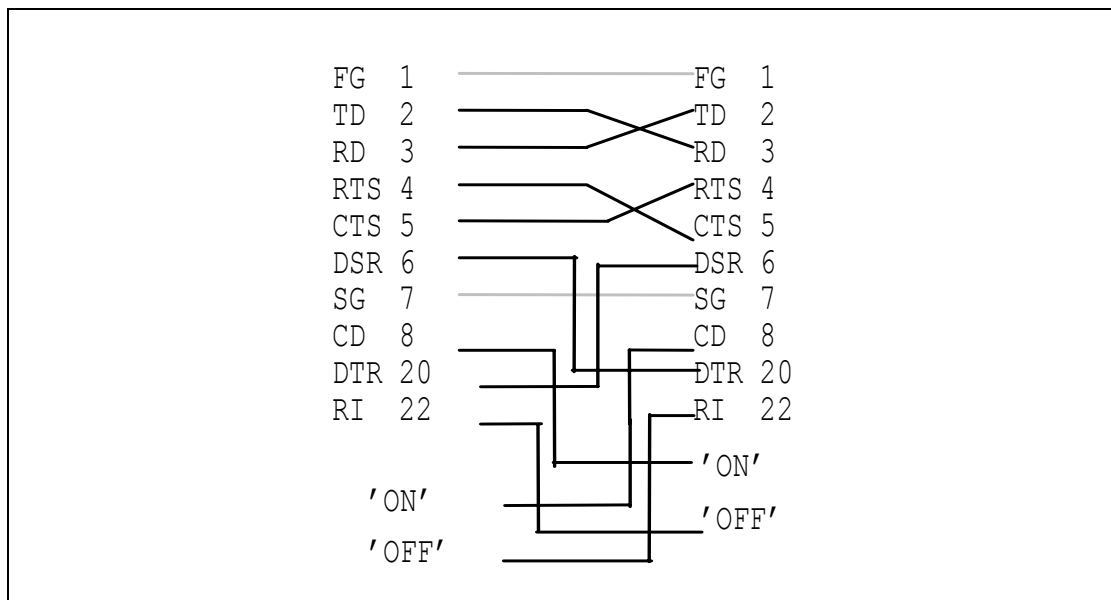 FG 1 FG 1
TD 2 TD 2
RD 3 RD 3
RTS 4 RTS 4
CTS 5 CTS 5
DSR 6 DSR 6
SG 7 SG 7
CD 8 CD 8
DTR 20 DTR 20
RI 22 RI 22
'ON'
'ON'
'OFF'
'OFF'